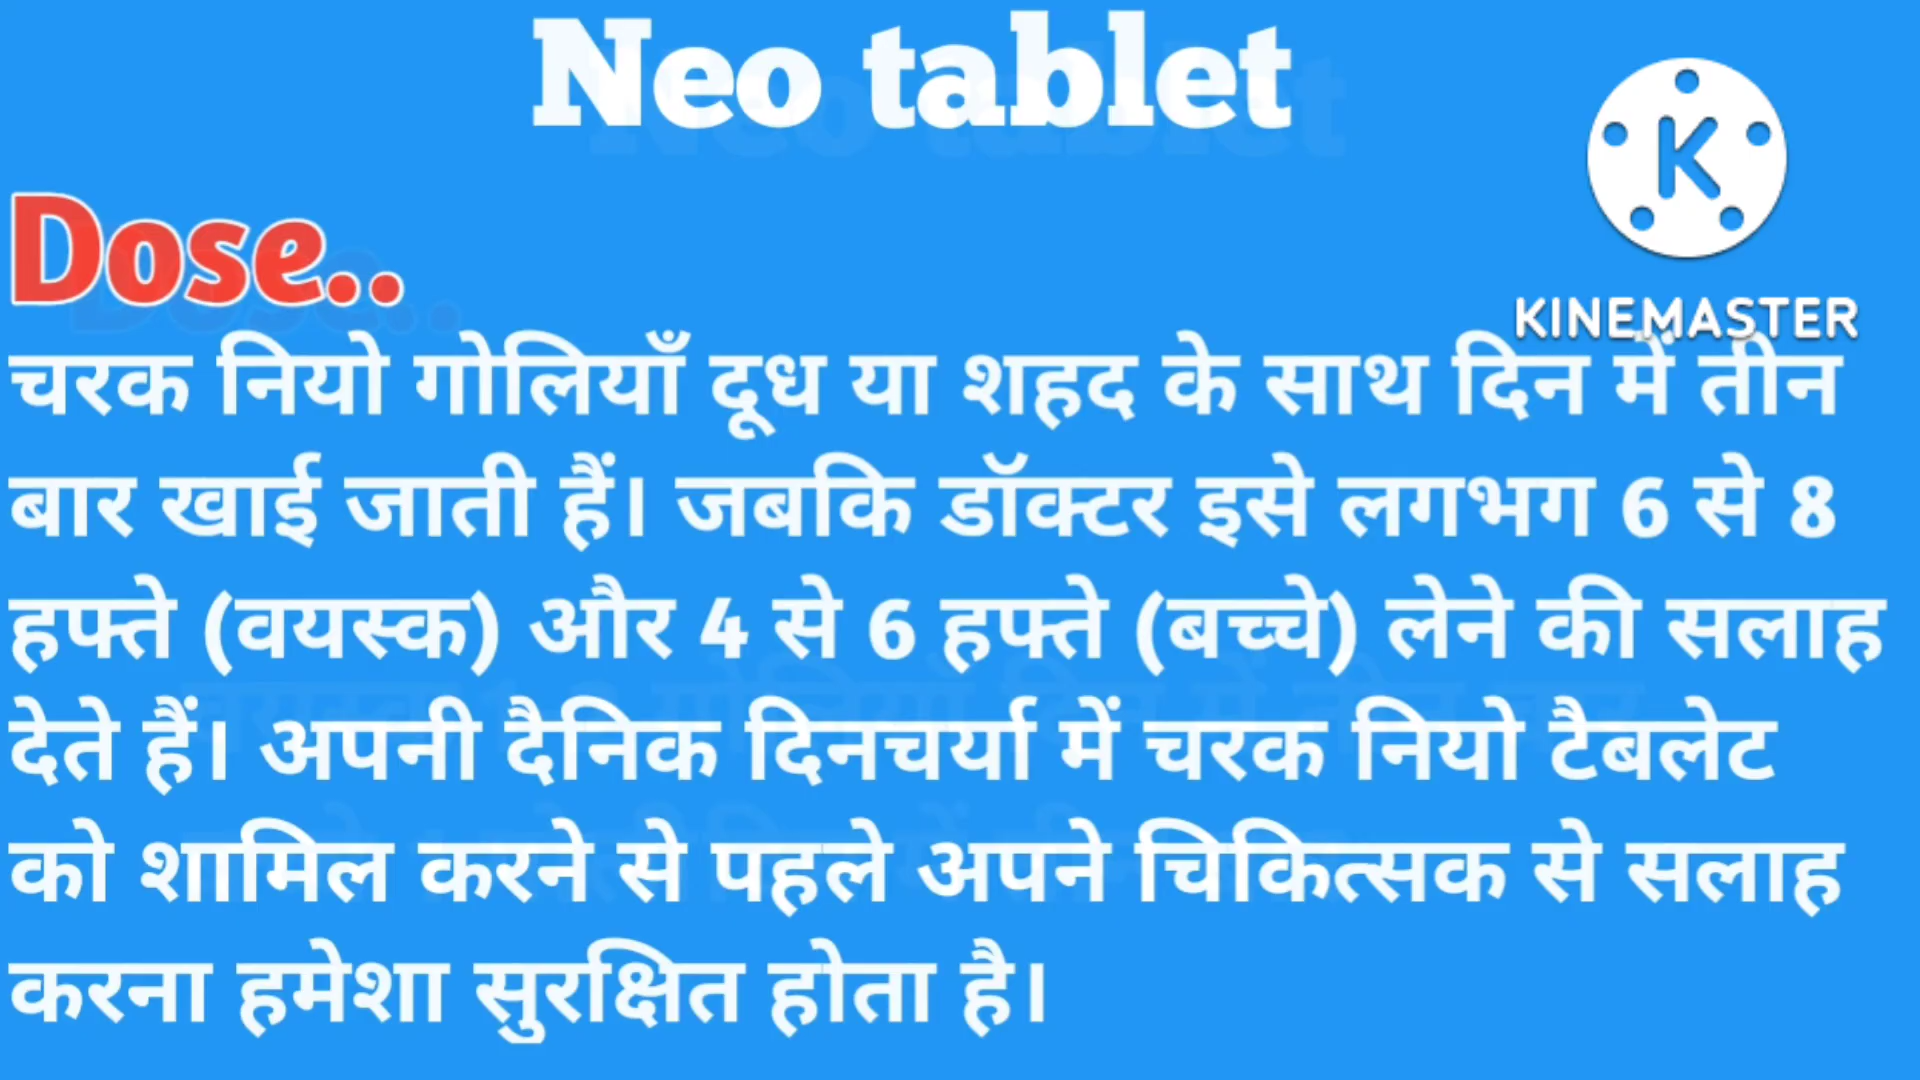 Neo tablet
Dose..
KINEMASTER
चरक नियो गोलियाँ दूध या शहद के साथ दिन में तीन
बार खाई जाती हैं। जबकि डॉक्टर इसे लगभग 6 से 8
हफ्ते (वयस्क) और 4 से 6 हफ्ते (बच्चे) लेने की सलाह
देते हैं। अपनी दैनिक दिनचर्या में चरक नियो टैबलेट
को शामिल करने से पहले अपने चिकित्सक से सलाह
करना हमेशा सुरक्षित होता है।